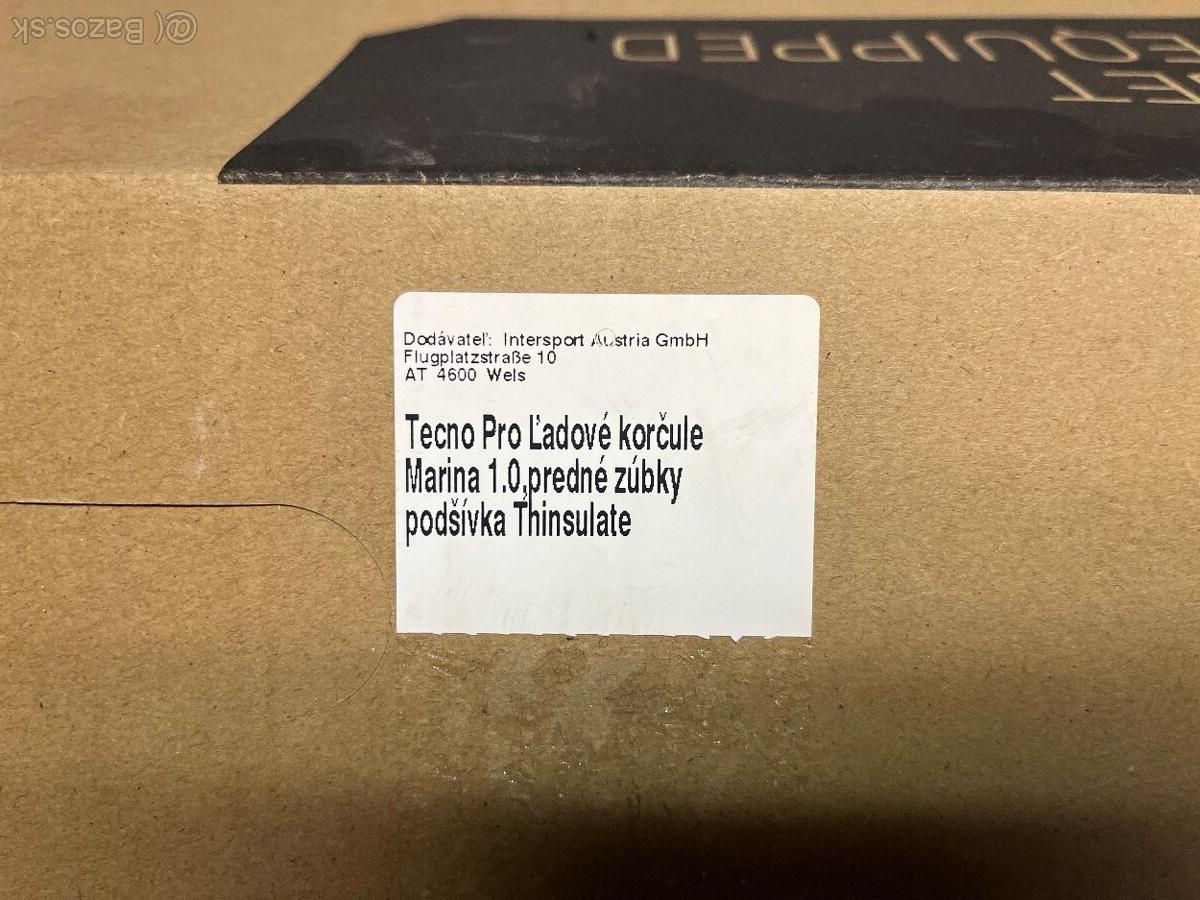 @( Bazos.sk
ET
EQUIPPED
Dodávateľ: Intersport Austria GmbH
Flugplatzstraße 10
AT 4600 Wels
Tecno Pro Ľadové korčule
Marina 1.0,predné zúbky
podšívka Thinsulate